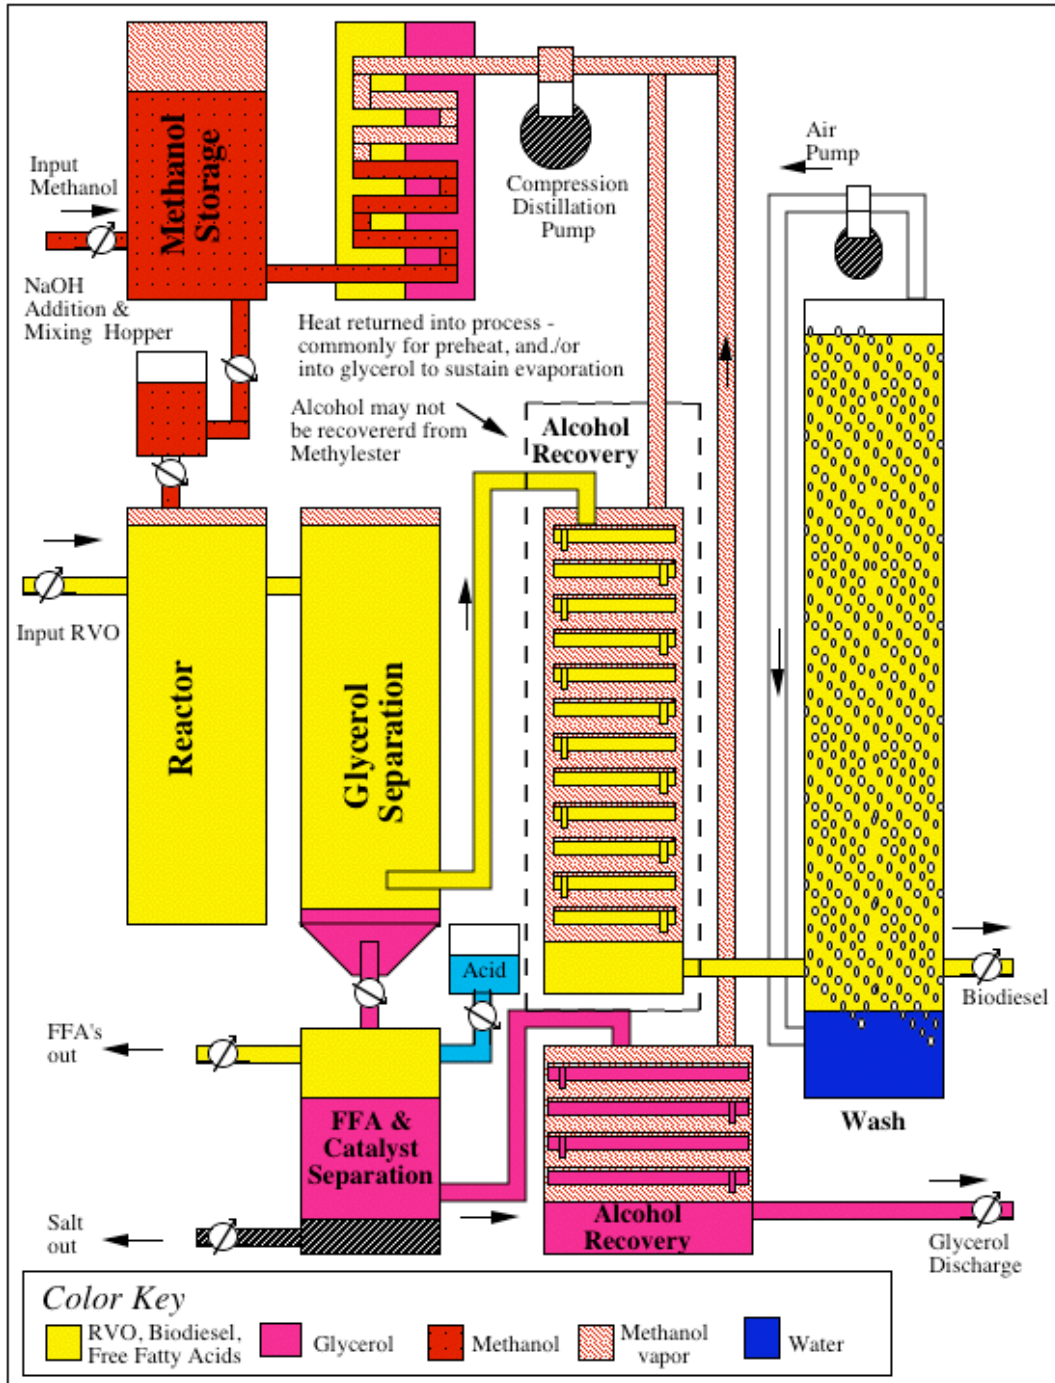 Methanol
Storage
Input
Methanol
NaOH
Addition &
Mixing Hopper
Compression
Distillation
Pump
Air
Pump
Heat returned into process -
commonly for preheat, and./or
into glycerol to sustain evaporation
Alcohol may not
be recovererd from
Methylester
Alcohol
Recovery
Input RVO
Reactor
Glycerol
Separation
Acid
Biodiesel
FFA's
out
FFA &
Catalyst
Separation
Wash
Salt
out
Alcohol
Recovery
Glycerol
Discharge
Color Key
RVO, Biodiesel,
Free Fatty Acids
Glycerol
Methanol
Methanol
vapor
Water